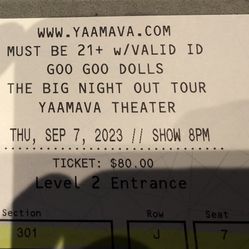 WWW.YAAMAVA.COM
MUST BE 21+ w/VALID ID
GOO GOO DOLLS
THE BIG NIGHT OUT TOUR
YAAMAVA THEATER
THU, SEP 7, 2023 // SHOW 8PM
TICKET: $80.00
Level 2 Entrance
Section Row Seat
301 J 7